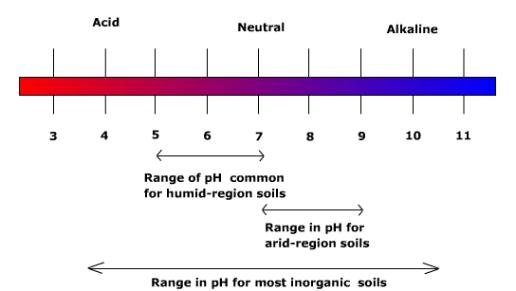 Acid Neutral Alkaline
3 4 5 6 7 8 9 10 11
Range of pH common
for humid-region soils
Range in pH for
arid-region soils
Range in pH for most inorganic soils